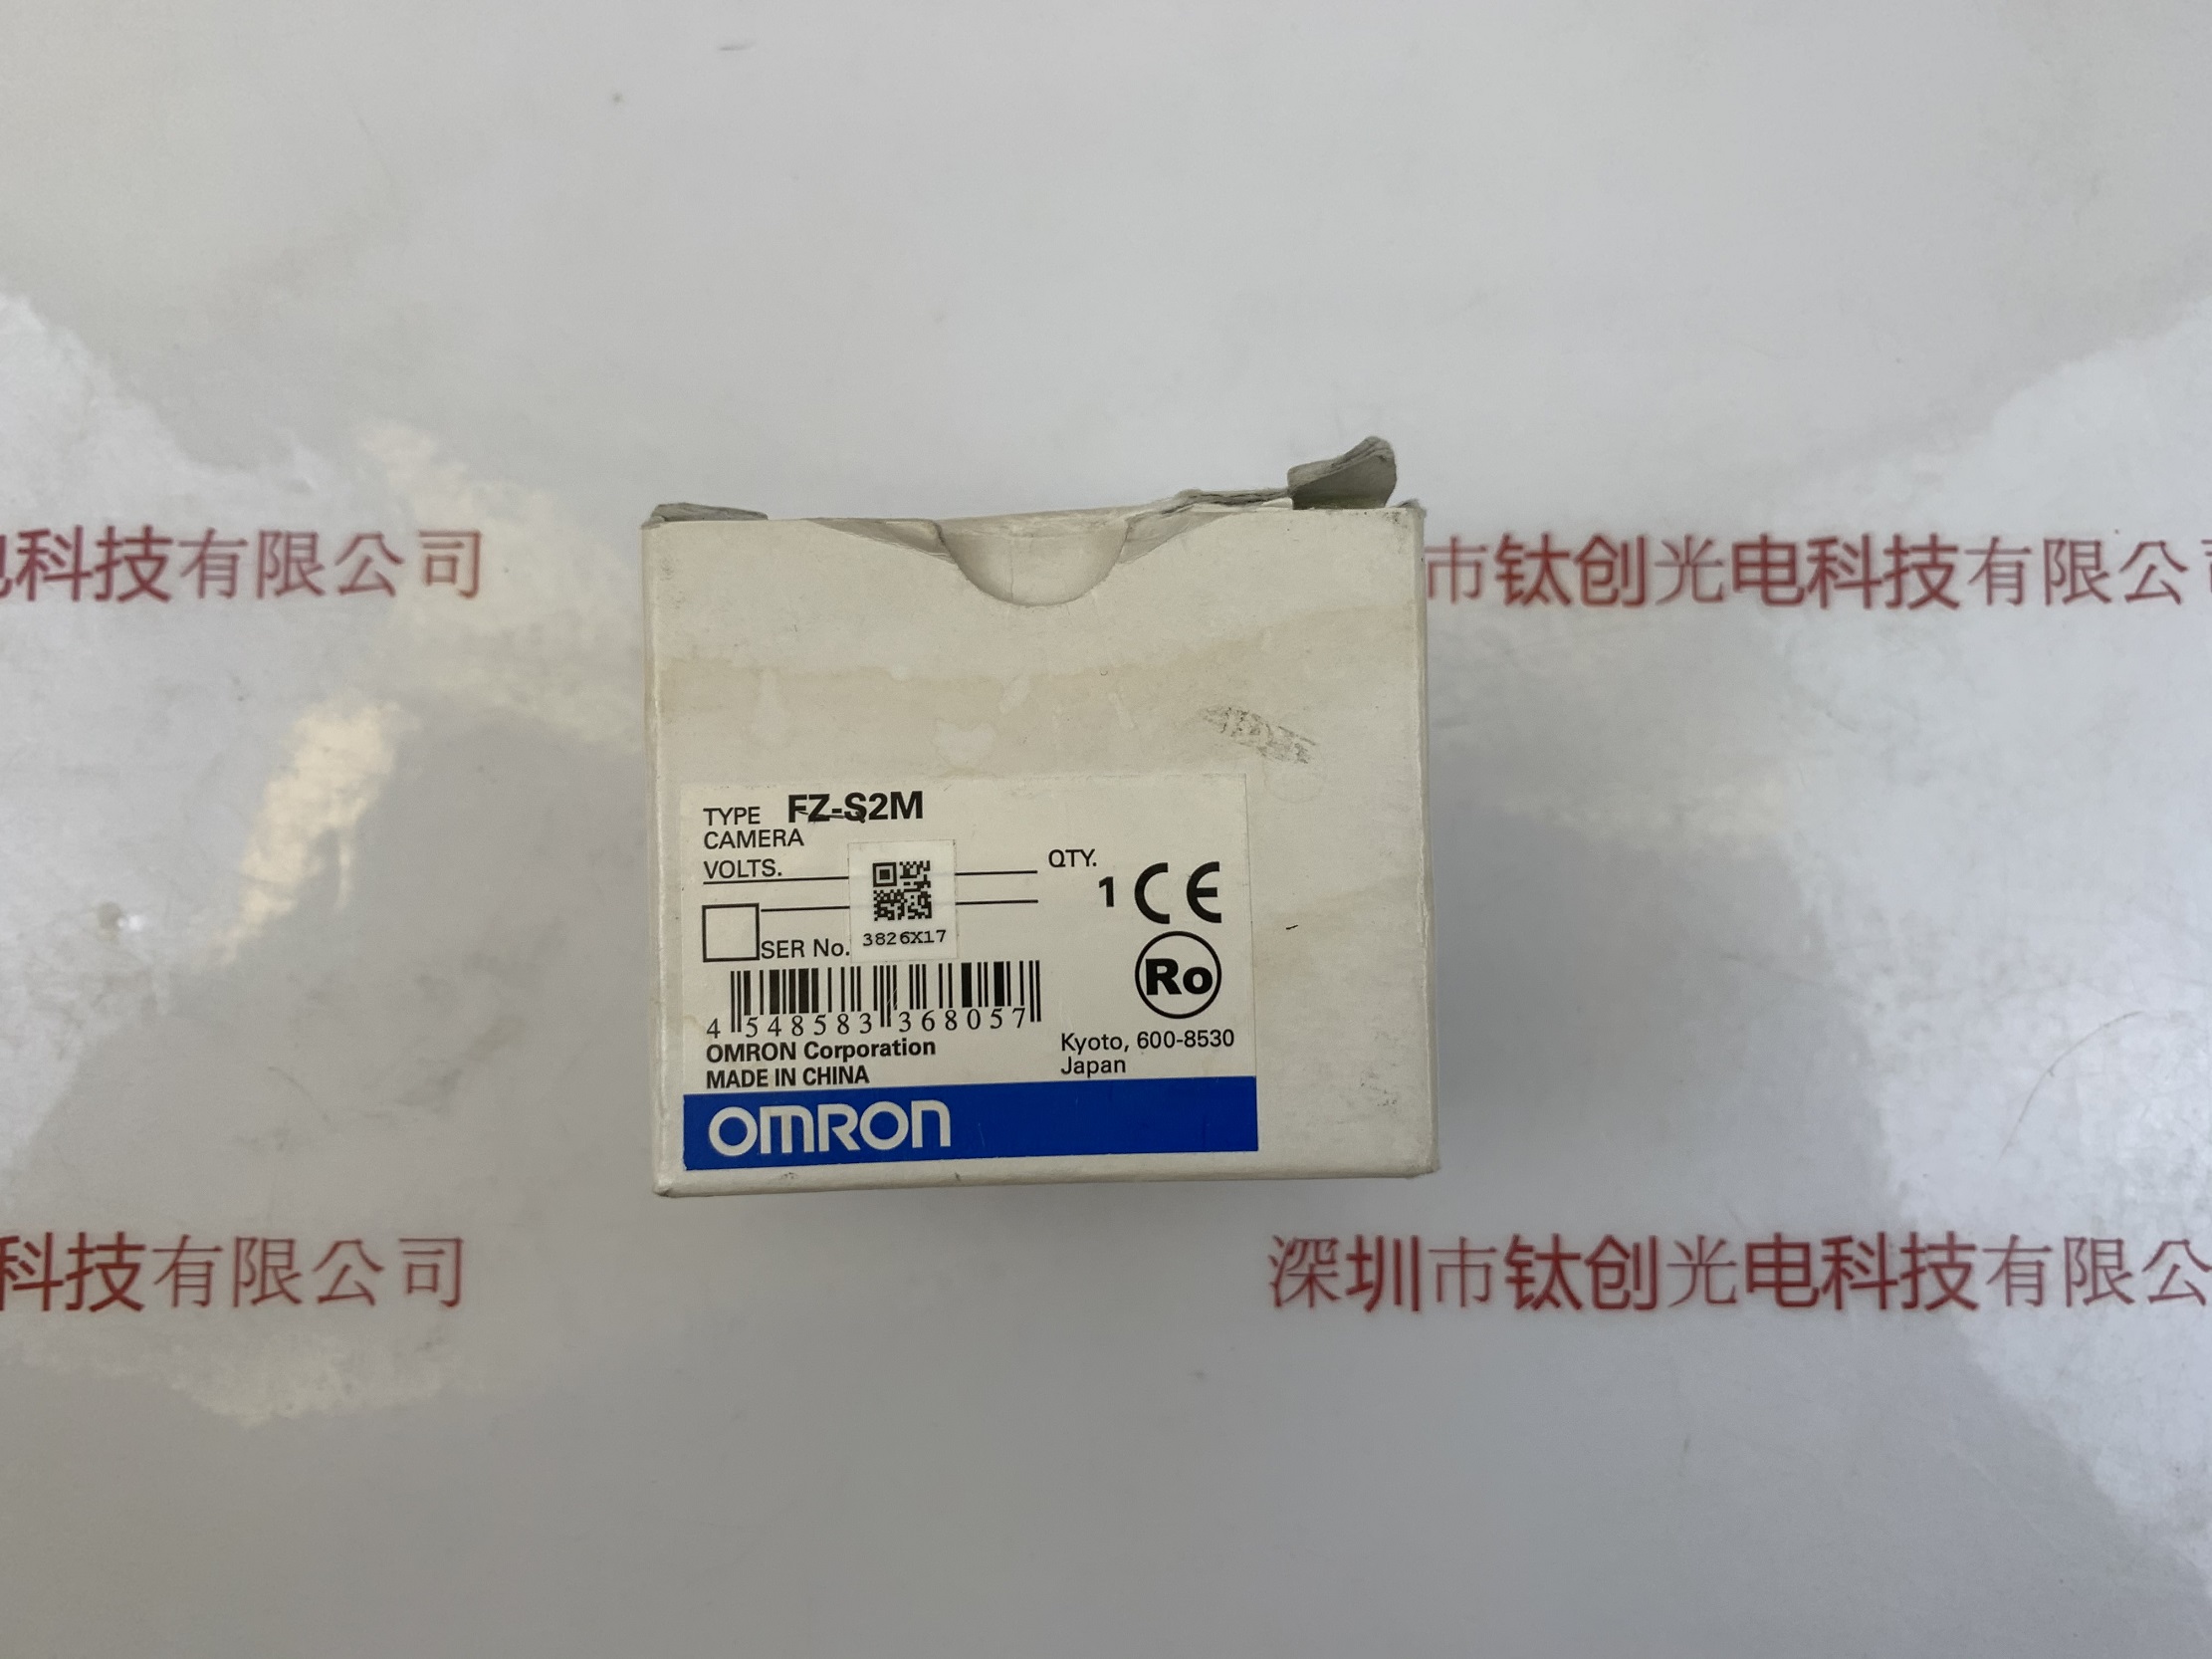 电科技有限公司
市钛创光电科技有限公司
TYPE FZ-S2M
CAMERA
VOLTS.
QTY.
1 CE
SER No. 3826X17
Ro
4 548583 368057
OMRON Corporation
MADE IN CHINA
Kyoto, 600-8530
Japan
OMRON
科技有限公司
深圳市钛创光电科技有限公